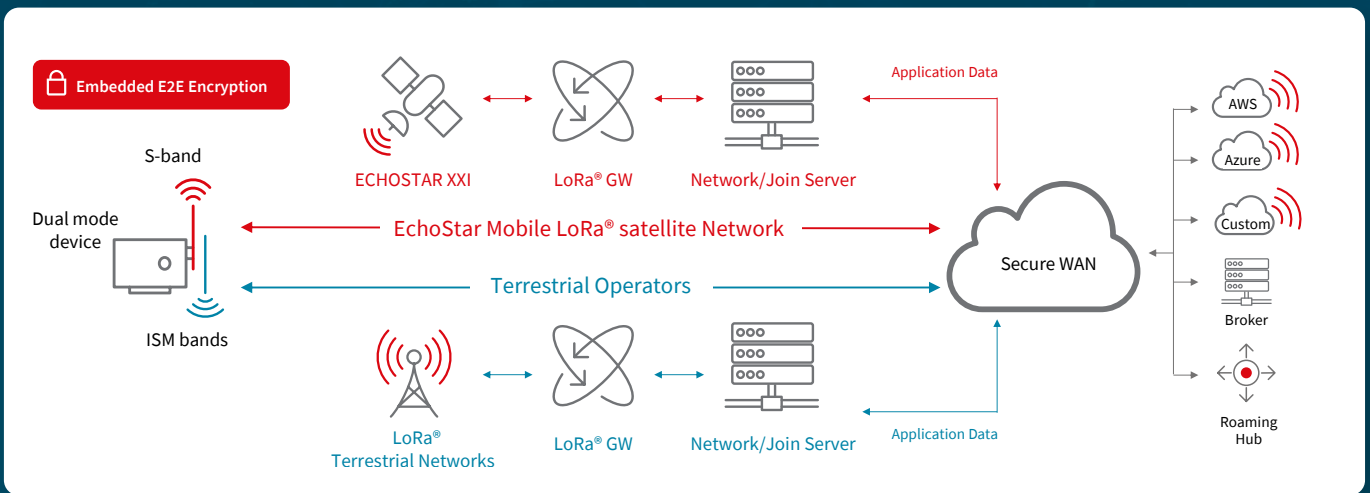 Embedded E2E Encryption
S-band
Dual mode
device
ISM bands
ECHOSTAR XXI
LoRa® GW
Network/Join Server
Application Data
EchoStar Mobile LoRa® satellite Network
Terrestrial Operators
LoRa®
Terrestrial Networks
LoRa® GW
Network/Join Server
Application Data
Secure WAN
AWS
Azure
Custom
Broker
Roaming
Hub